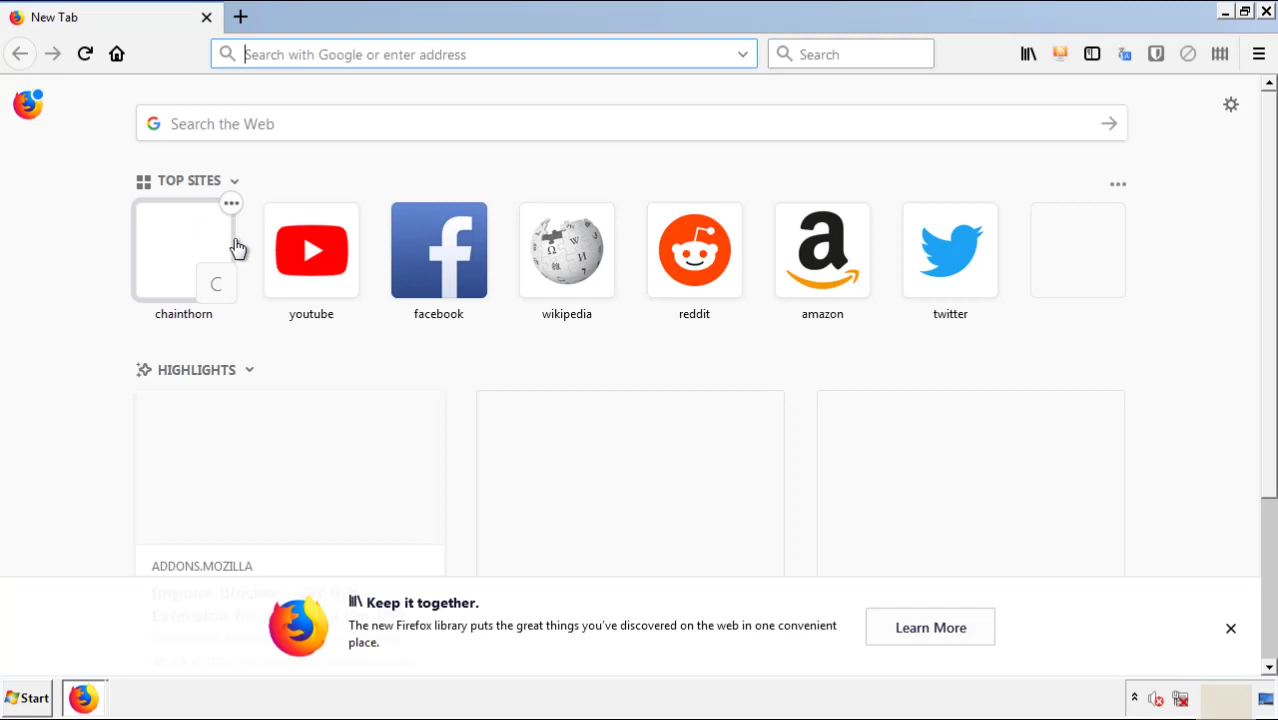 New Tab
Search with Google or enter address
Search
Search the Web
TOP SITES
C
chainthorn
youtube
facebook
wikipedia
reddit
amazon
twitter
HIGHLIGHTS
ADDONS.MOZILLA
Keep it together.
The new Firefox library puts the great things you've discovered on the web in one convenient
place.
Learn More
Start